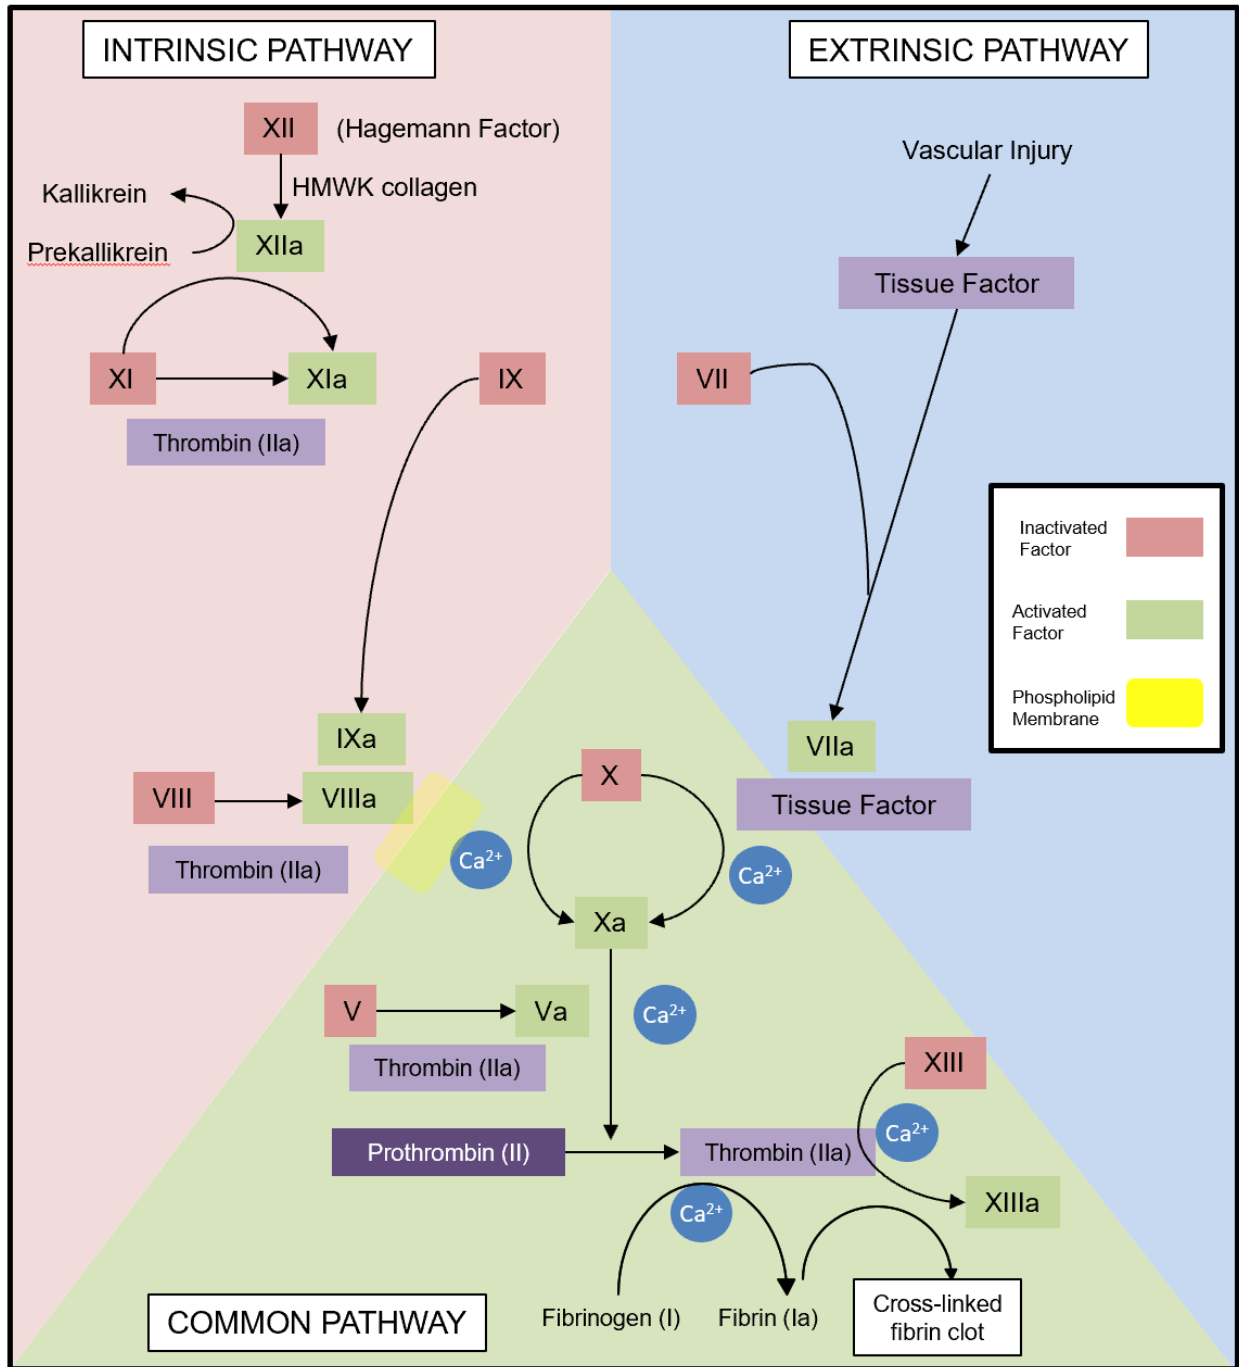 INTRINSIC PATHWAY
EXTRINSIC PATHWAY
XII
(Hagemann Factor)
HMWK collagen
Kallikrein
Prekallikrein
XIIa
XI
XIa
Thrombin (IIa)
IX
Vascular Injury
Tissue Factor
VII
Inactivated
Factor
Activated
Factor
Phospholipid
Membrane
IXa
VIII
VIIIa
Thrombin (IIa)
Ca²⁺
X
VIIa
Tissue Factor
Ca²⁺
Xa
V
Va
Thrombin (IIa)
Ca²⁺
XIII
Ca²⁺
Prothrombin (II)
Thrombin (IIa)
XIIIa
Ca²⁺
Fibrinogen (I)
Fibrin (Ia)
Cross-linked
fibrin clot
COMMON PATHWAY